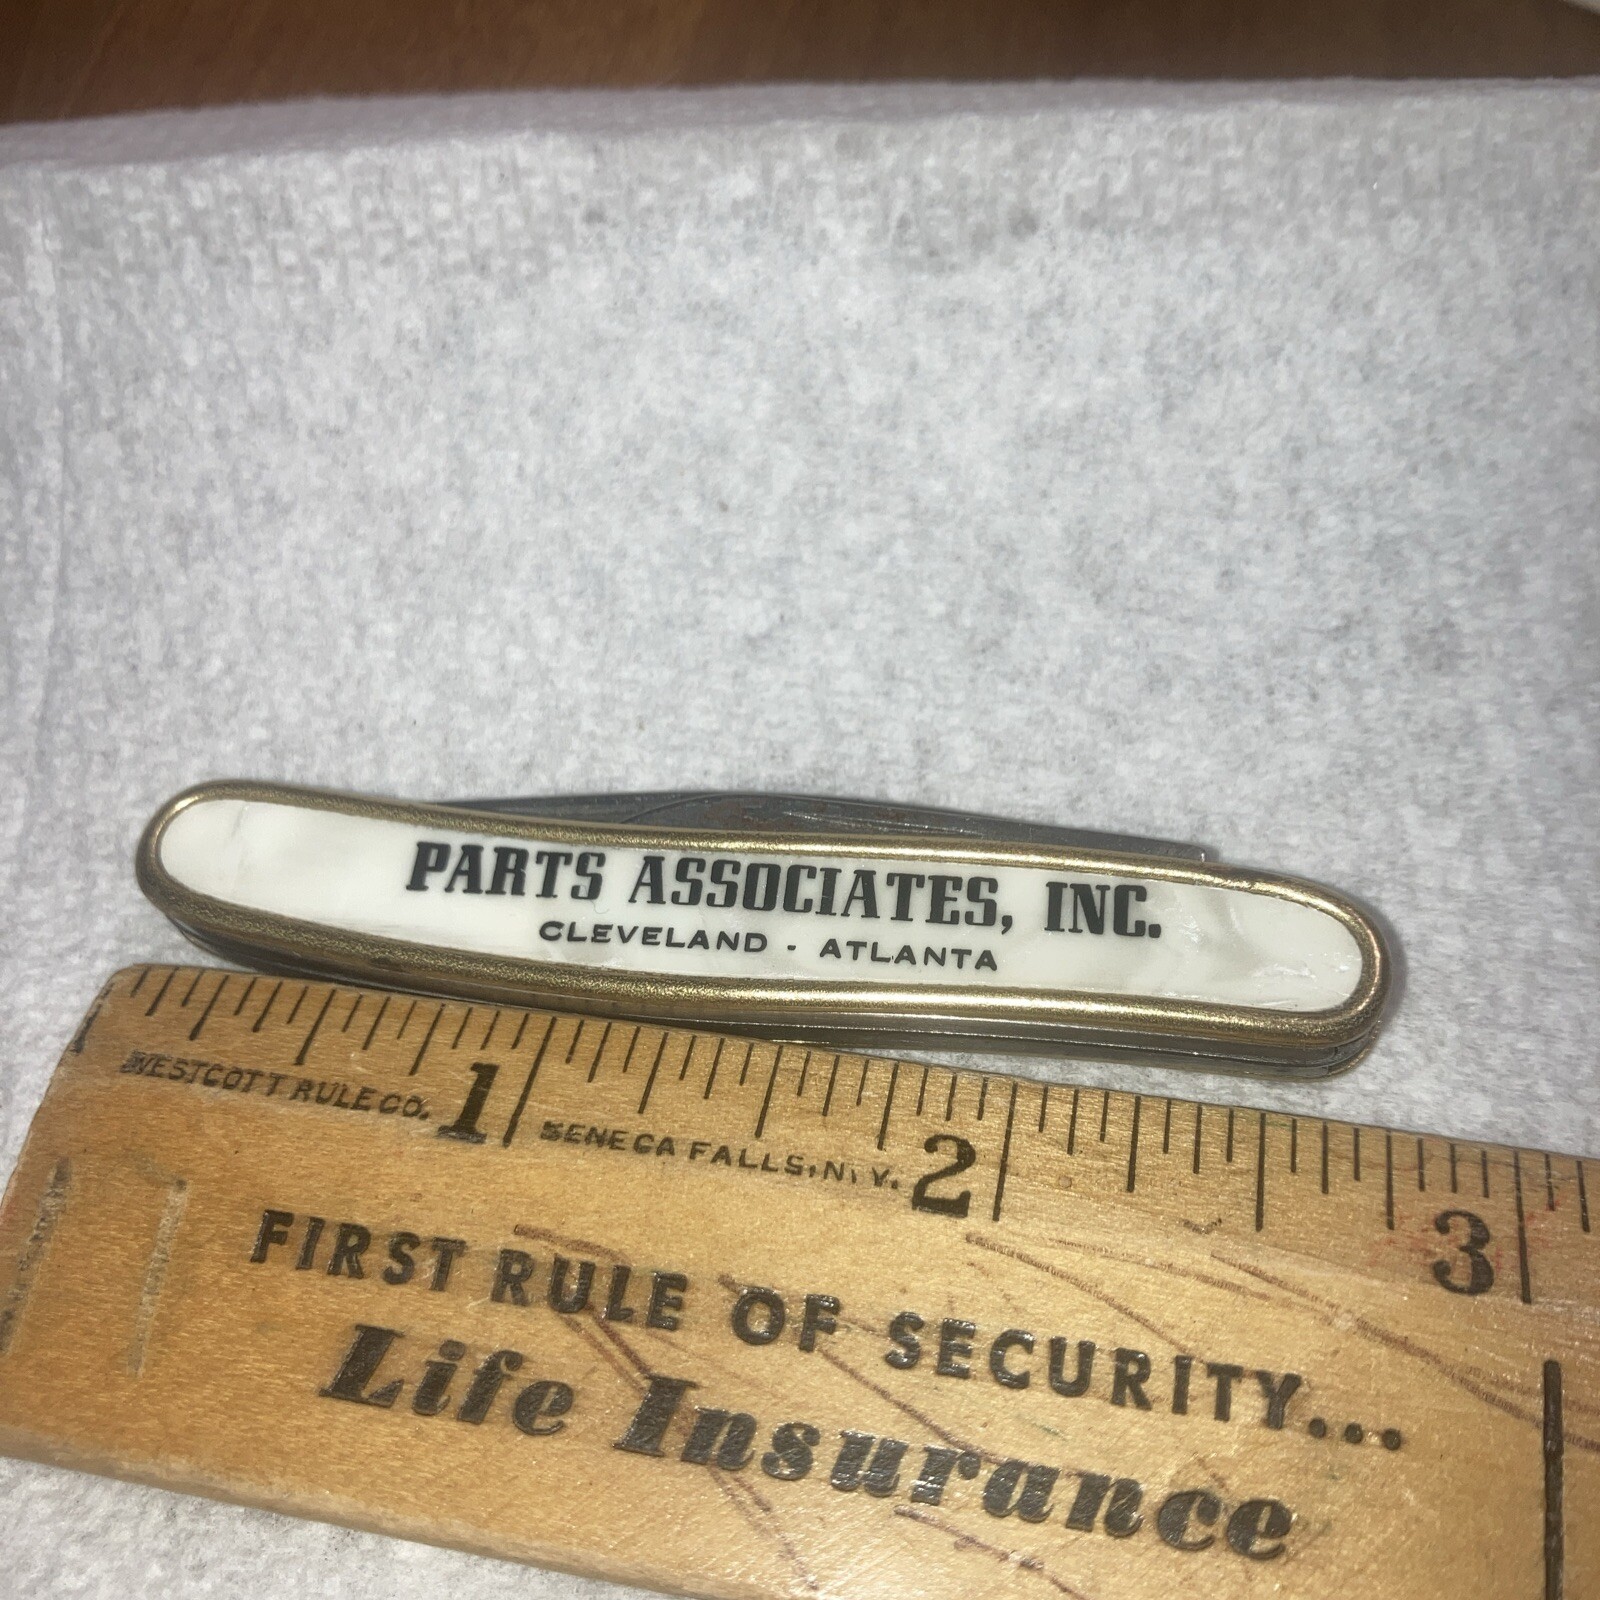 PARTS ASSOCIATES, INC.
CLEVELAND - ATLANTA
WESTCOTT RULE CO.
1
SENECA FALLS, N.Y.
2
3
FIRST RULE OF SECURITY...
Life Insurance